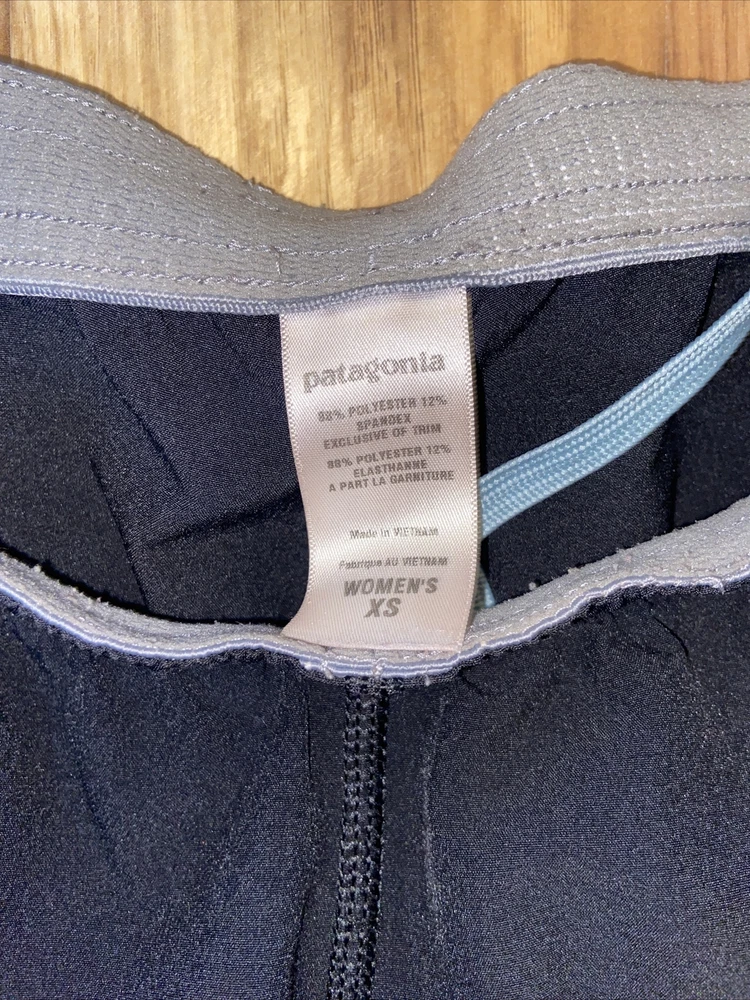 patagonia
88% POLYESTER 12%
SPANDEX
EXCLUSIVE OF TRIM
88% POLYESTER 12%
ELASTHANNE
A PART LA GARNITURE
Made in VIETNAM
Fabrique AU VIETNAM
WOMEN'S
XS